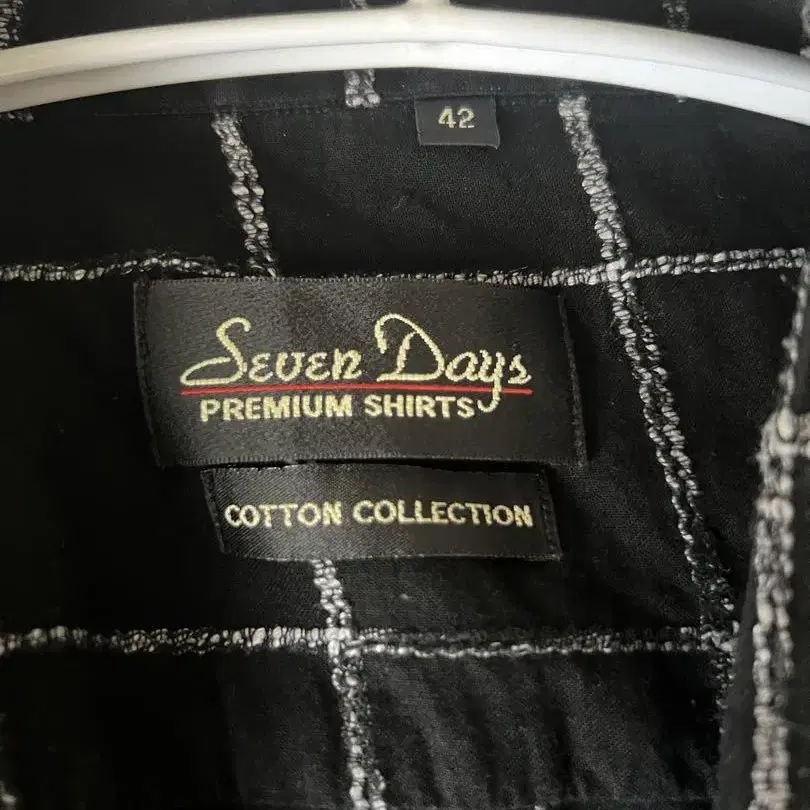 42
Seven Days
PREMIUM SHIRTS
COTTON COLLECTION